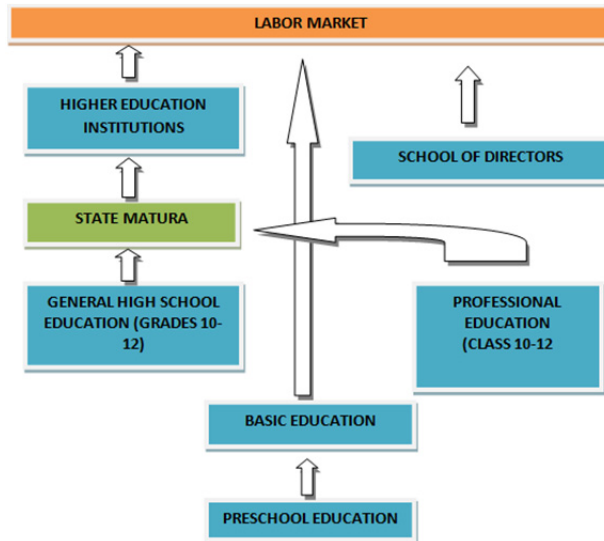 LABOR MARKET
HIGHER EDUCATION
INSTITUTIONS
SCHOOL OF DIRECTORS
STATE MATURA
GENERAL HIGH SCHOOL
EDUCATION (GRADES 10-
12)
PROFESSIONAL
EDUCATION
(CLASS 10-12
BASIC EDUCATION
PRESCHOOL EDUCATION